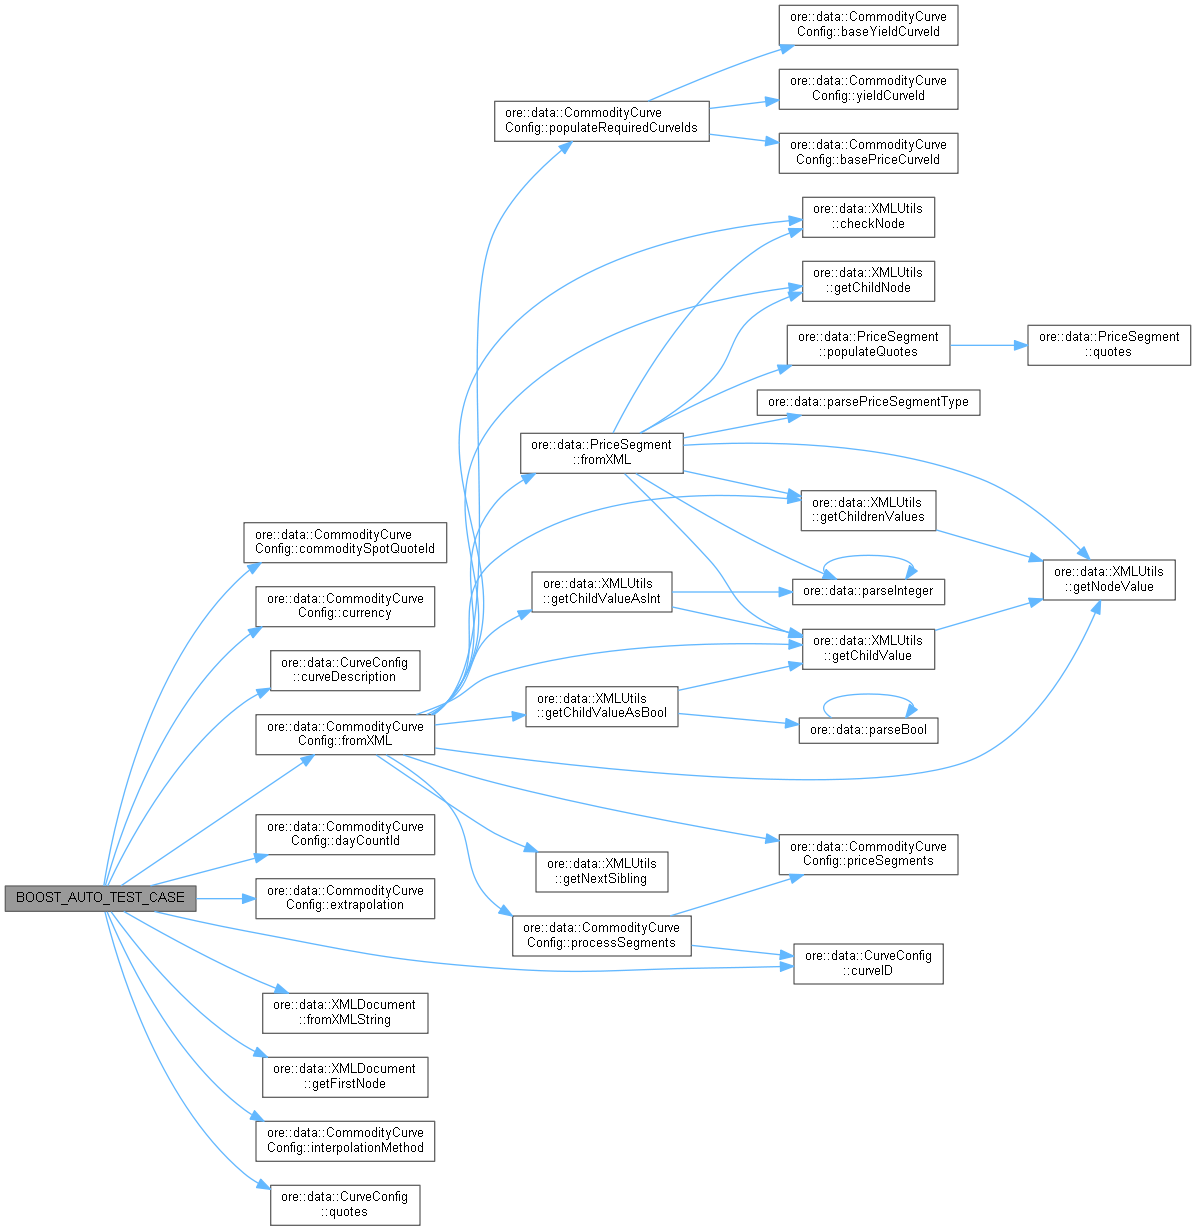 ore::data::CommodityCurve
Config::baseYieldCurveId
ore::data::CommodityCurve
Config::yieldCurveId
ore::data::CommodityCurve
Config::populateRequiredCurveIds
ore::data::CommodityCurve
Config::basePriceCurveId
ore::data::XMLUtils
::checkNode
ore::data::XMLUtils
::getChildNode
ore::data::PriceSegment
::populateQuotes
ore::data::PriceSegment
::quotes
ore::data::parsePriceSegmentType
ore::data::PriceSegment
::fromXML
ore::data::XMLUtils
::getChildrenValues
ore::data::CommodityCurve
Config::commoditySpotQuoteId
ore::data::XMLUtils
::getNodeValue
ore::data::XMLUtils
::getChildValueAsInt
ore::data::parseInteger
ore::data::CommodityCurve
Config::currency
ore::data::XMLUtils
::getChildValue
ore::data::CurveConfig
::curveDescription
ore::data::XMLUtils
::getChildValueAsBool
ore::data::parseBool
ore::data::CommodityCurve
Config::fromXML
ore::data::CommodityCurve
Config::dayCountId
ore::data::CommodityCurve
Config::priceSegments
ore::data::XMLUtils
::getNextSibling
BOOST_AUTO_TEST_CASE
ore::data::CommodityCurve
Config::extrapolation
ore::data::CommodityCurve
Config::processSegments
ore::data::CurveConfig
::curveID
ore::data::XMLDocument
::fromXMLString
ore::data::XMLDocument
::getFirstNode
ore::data::CommodityCurve
Config::interpolationMethod
ore::data::CurveConfig
::quotes